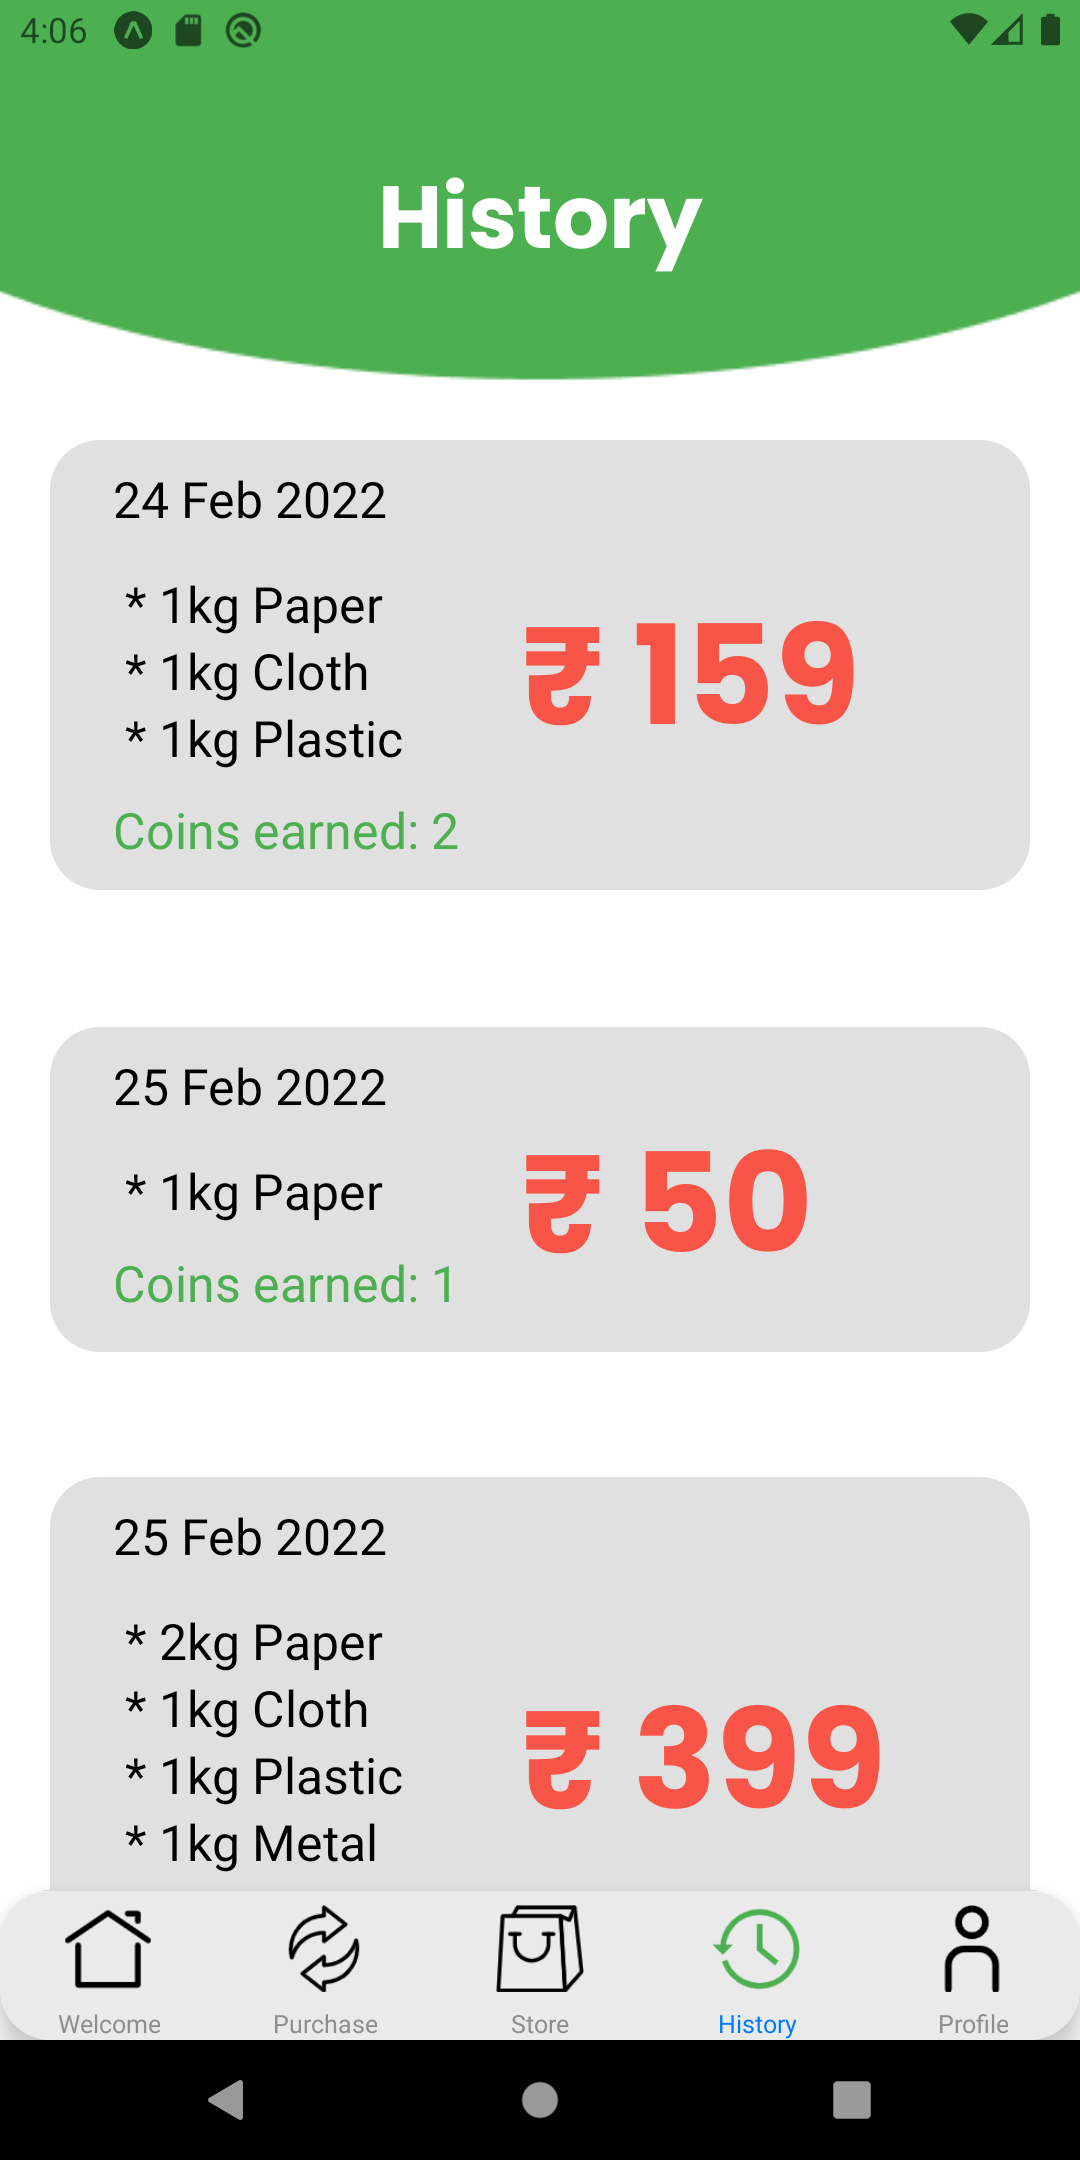 4:06
History
24 Feb 2022
* 1kg Paper
* 1kg Cloth
* 1kg Plastic
₹ 159
Coins earned: 2
25 Feb 2022
* 1kg Paper
₹ 50
Coins earned: 1
25 Feb 2022
* 2kg Paper
* 1kg Cloth
* 1kg Plastic
* 1kg Metal
₹ 399
Welcome
Purchase
Store
History
Profile